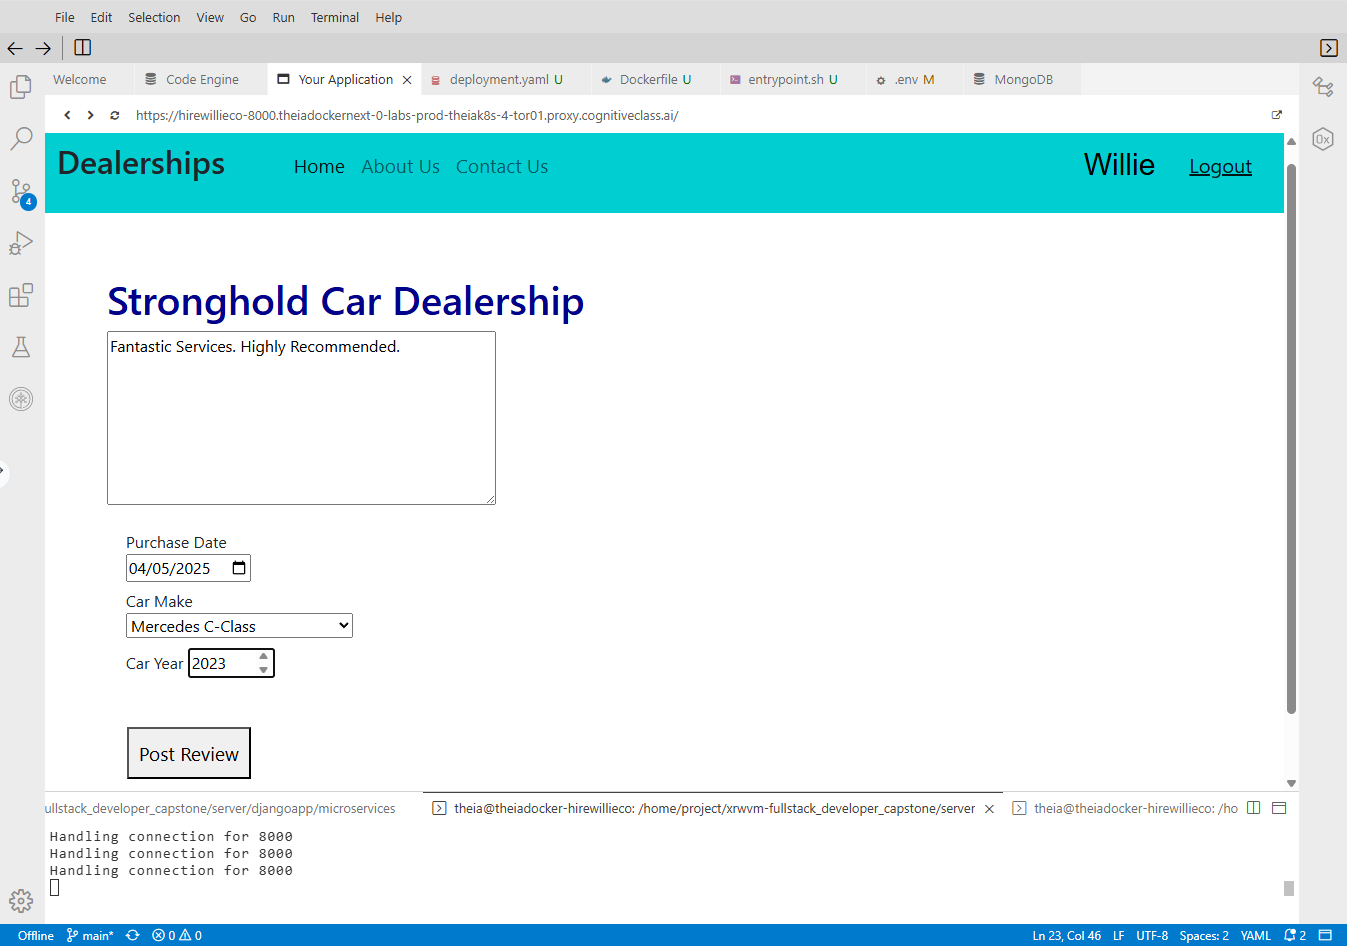 File Edit Selection View Go Run Terminal Help
Welcome Code Engine Your Application deployment.yaml U Dockerfile U entrypoint.sh U .env M MongoDB
https://hirewillieco-8000.theiadockernext-0-labs-prod-theiak8s-4-tor01.proxy.cognitiveclass.ai/
Dealerships Home About Us Contact Us Willie Logout
4
0x
Stronghold Car Dealership
Fantastic Services. Highly Recommended.
Purchase Date
04/05/2025
Car Make
Mercedes C-Class
Car Year 2023
Post Review
ullstack_developer_capstone/server/djangoapp/microservices theia@theiadocker-hirewillieco: /home/project/xrwvm-fullstack_developer_capstone/server theia@theiadocker-hirewillieco: /ho
Handling connection for 8000
Handling connection for 8000
Handling connection for 8000
Offline main* 0 0 Ln 23, Col 46 LF UTF-8 Spaces: 2 YAML 2